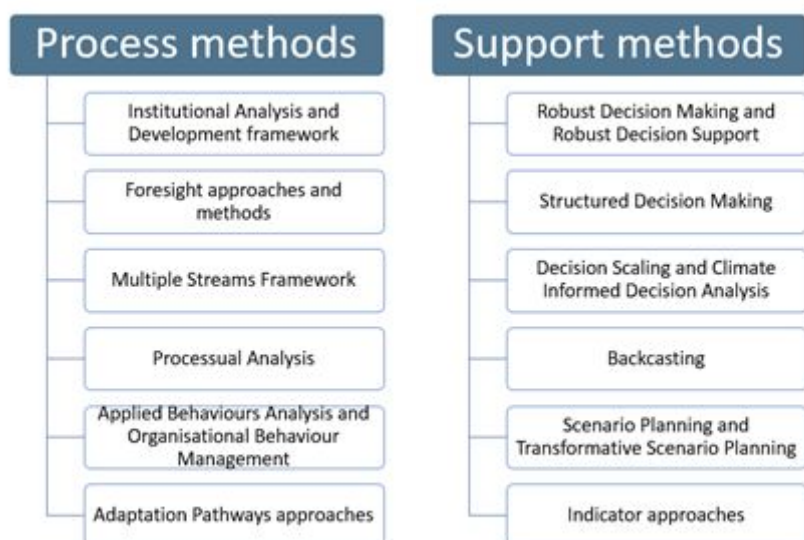 Process methods
Institutional Analysis and
Development framework
Foresight approaches and
methods
Multiple Streams Framework
Processual Analysis
Applied Behaviours Analysis and
Organisational Behaviour
Management
Adaptation Pathways approaches
Support methods
Robust Decision Making and
Robust Decision Support
Structured Decision Making
Decision Scaling and Climate
Informed Decision Analysis
Backcasting
Scenario Planning and
Transformative Scenario Planning
Indicator approaches